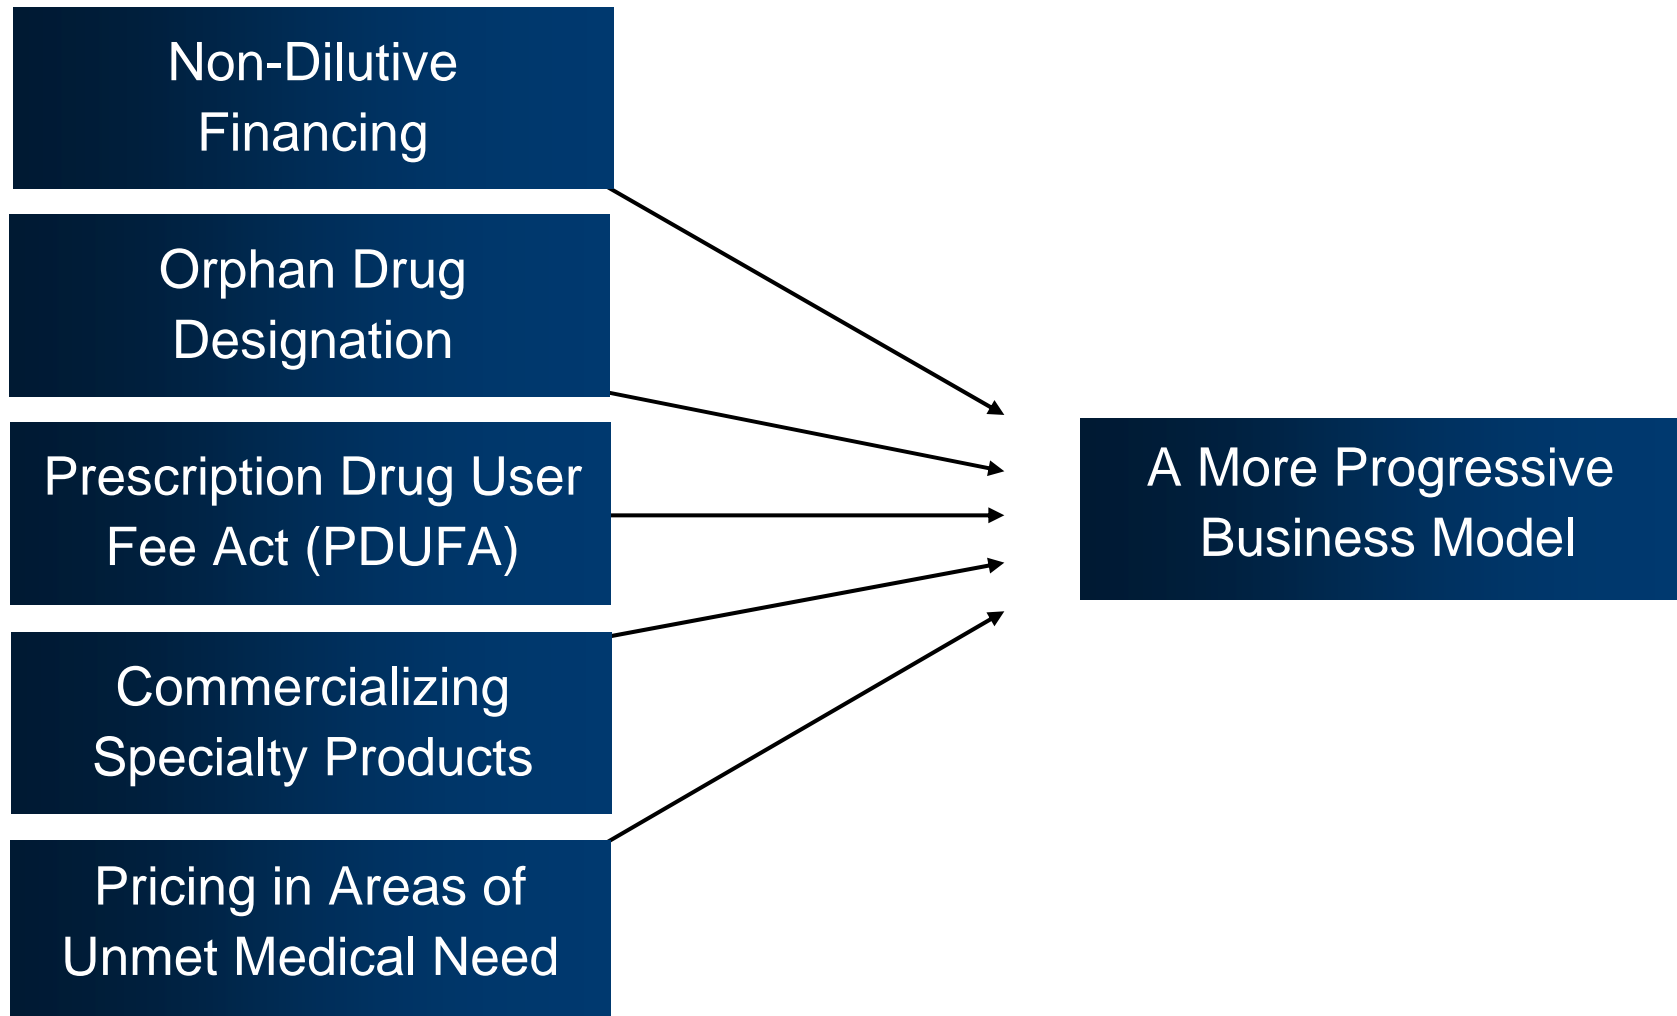 Non-Dilutive
Financing
Orphan Drug
Designation
Prescription Drug User
Fee Act (PDUFA)
Commercializing
Specialty Products
Pricing in Areas of
Unmet Medical Need
A More Progressive
Business Model